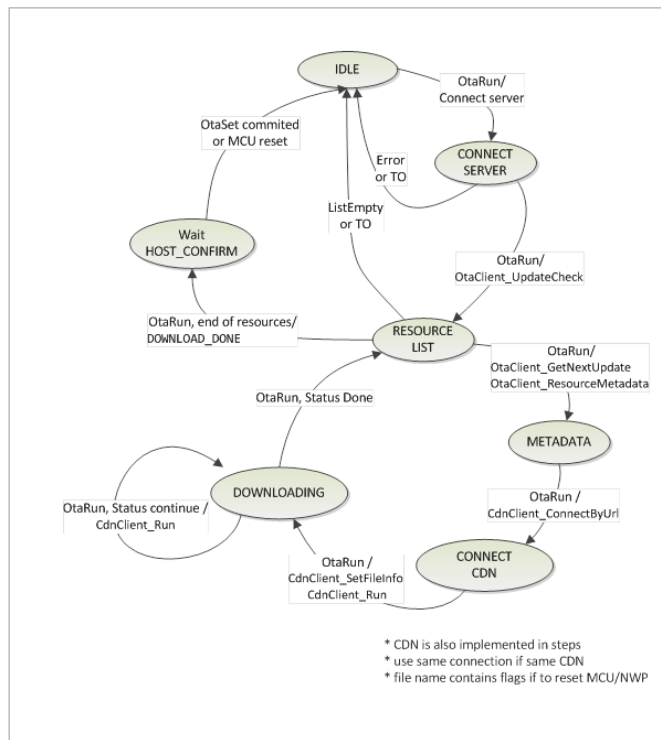 IDLE
OtaRun/
Connect server
OtaSet commited
or MCU reset
Error
or TO
CONNECT
SERVER
ListEmpty
or TO
Wait
HOST_CONFIRM
OtaRun/
OtaClient_UpdateCheck
OtaRun, end of resources/
DOWNLOAD_DONE
RESOURCE
LIST
OtaRun/
OtaClient_GetNextUpdate
OtaClient_ResourceMetadata
OtaRun, Status Done
METADATA
DOWNLOADING
OtaRun, Status continue /
CdnClient_Run
OtaRun /
CdnClient_ConnectByUrl
OtaRun /
CdnClient_SetFileInfo
CdnClient_Run
CONNECT
CDN
* CDN is also implemented in steps
* use same connection if same CDN
* file name contains flags if to reset MCU/NWP